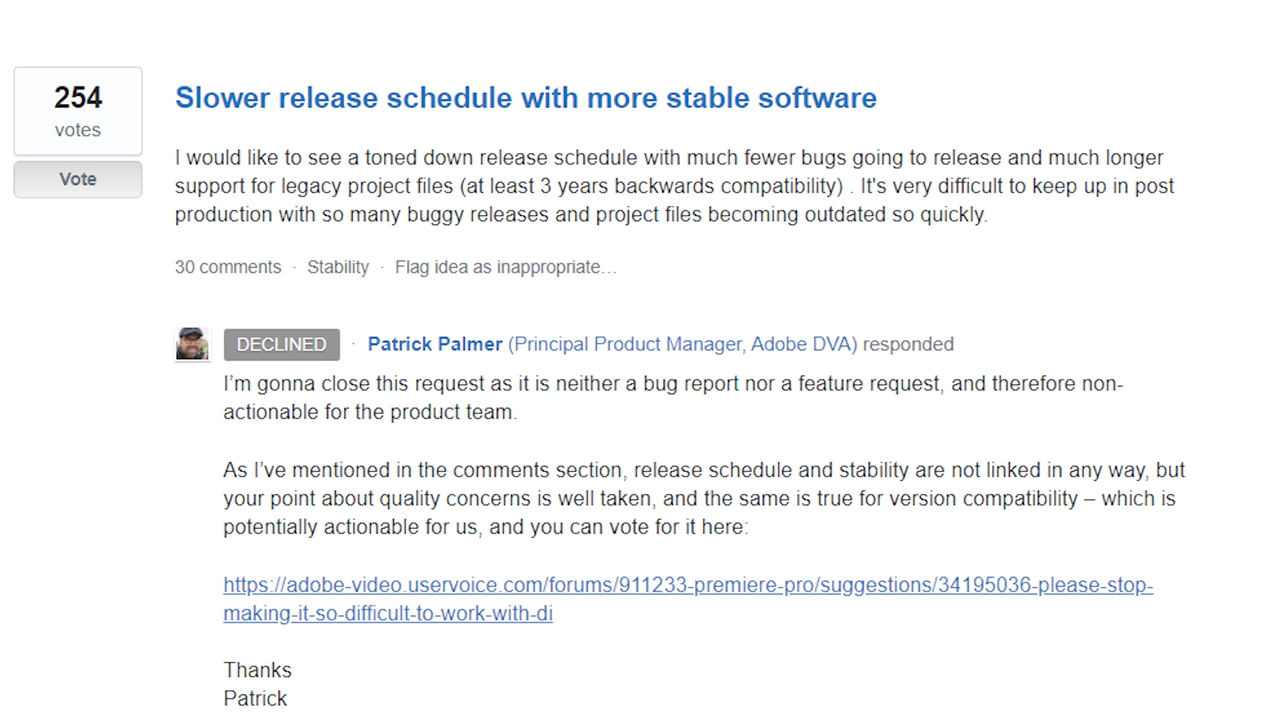 254
votes
Vote
Slower release schedule with more stable software
I would like to see a toned down release schedule with much fewer bugs going to release and much longer
support for legacy project files (at least 3 years backwards compatibility) . It's very difficult to keep up in post
production with so many buggy releases and project files becoming outdated so quickly.
30 comments · Stability · Flag idea as inappropriate…
DECLINED · Patrick Palmer (Principal Product Manager, Adobe DVA) responded
I’m gonna close this request as it is neither a bug report nor a feature request, and therefore non-
actionable for the product team.
As I’ve mentioned in the comments section, release schedule and stability are not linked in any way, but
your point about quality concerns is well taken, and the same is true for version compatibility – which is
potentially actionable for us, and you can vote for it here:
https://adobe-video.uservoice.com/forums/911233-premiere-pro/suggestions/34195036-please-stop-
making-it-so-difficult-to-work-with-di
Thanks
Patrick